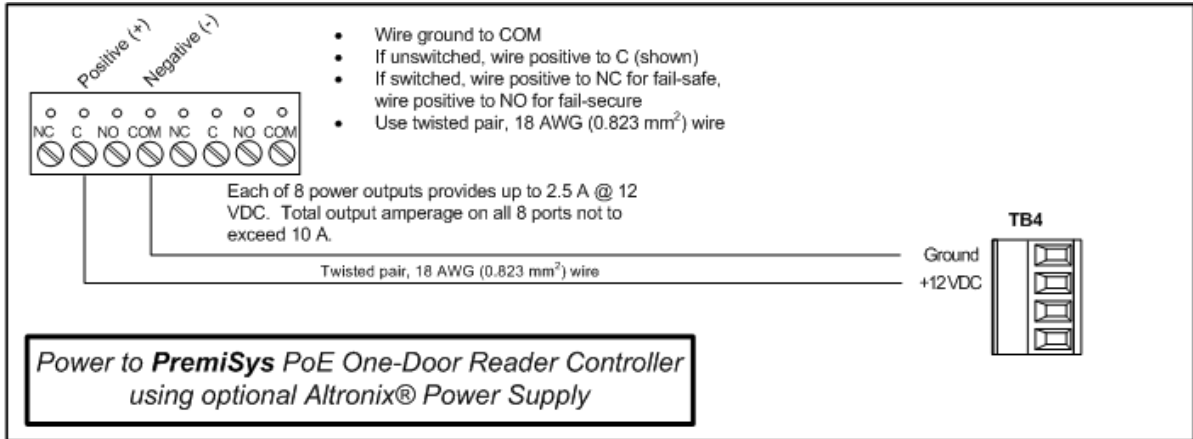 Positive (+)
Negative (-)
• Wire ground to COM
• If unswitched, wire positive to C (shown)
• If switched, wire positive to NC for fail-safe,
wire positive to NO for fail-secure
• Use twisted pair, 18 AWG (0.823 mm²) wire
NC C NO COM NC C NO COM
Each of 8 power outputs provides up to 2.5 A @ 12
VDC. Total output amperage on all 8 ports not to
exceed 10 A.
TB4
Ground
Twisted pair, 18 AWG (0.823 mm²) wire
+12VDC
Power to PremiSys PoE One-Door Reader Controller
using optional Altronix® Power Supply